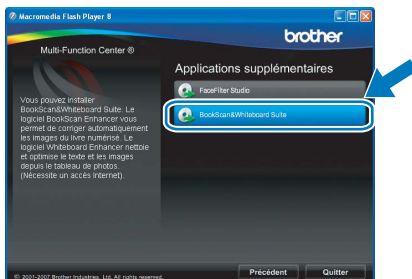 Macromedia Flash Player 8
brother
Multi-Function Center ®
Applications supplémentaires
FaceFilter Studio
BookScan&Whiteboard Suite
Vous pouvez installer
BookScan&Whiteboard Suite. Le
logiciel BookScan Enhancer vous
permet de corriger automatiquement
les images du livre numérisé. Le
logiciel Whiteboard Enhancer nettoie
et optimise le texte et les images
depuis le tableau de photos.
(Nécessite un accès internet).
Précédent
Quitter
© 2001-2007 Brother Industries, Ltd. All rights reserved.